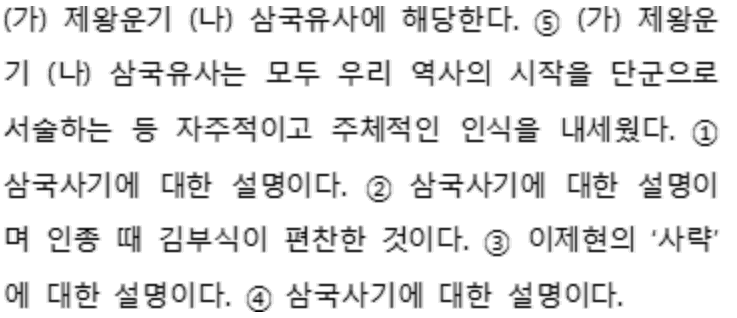 (가) 제왕운기 (나) 삼국유사에 해당한다. ⑤ (가) 제왕운
기 (나) 삼국유사는 모두 우리 역사의 시작을 단군으로
서술하는 등 자주적이고 주체적인 인식을 내세웠다. ①
삼국사기에 대한 설명이다. ② 삼국사기에 대한 설명이
며 인종 때 김부식이 편찬한 것이다. ③ 이제현의 ‘사략’
에 대한 설명이다. ④ 삼국사기에 대한 설명이다.